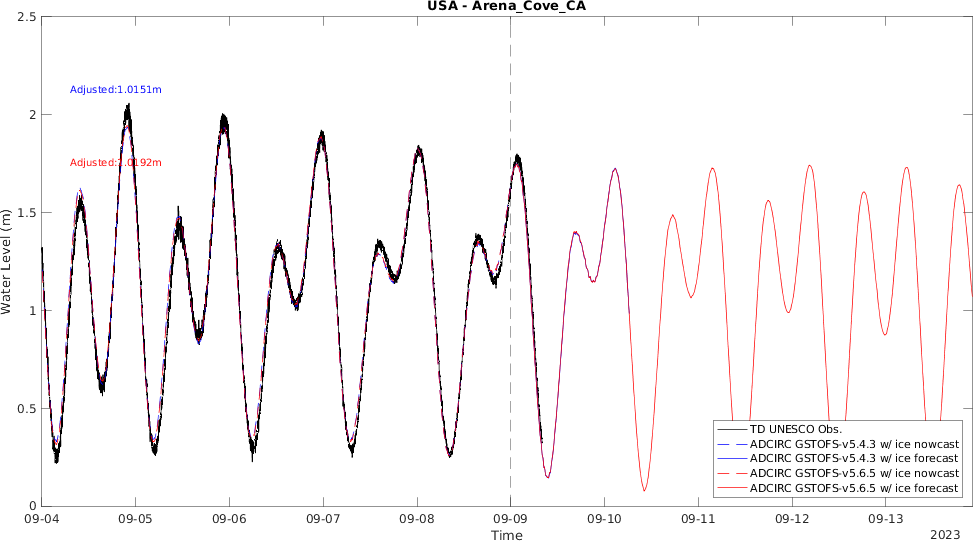 USA - Arena_Cove_CA
2.5
2
1.5
1
0.5
0
Water Level (m)
Adjusted:1.0151m
Adjusted:1.0192m
TD UNESCO Obs.
ADCIRC GSTOFS-v5.4.3 w/ ice nowcast
ADCIRC GSTOFS-v5.4.3 w/ ice forecast
ADCIRC GSTOFS-v5.6.5 w/ ice nowcast
ADCIRC GSTOFS-v5.6.5 w/ ice forecast
09-04 09-05 09-06 09-07 09-08 09-09 09-10 09-11 09-12 09-13
Time
2023